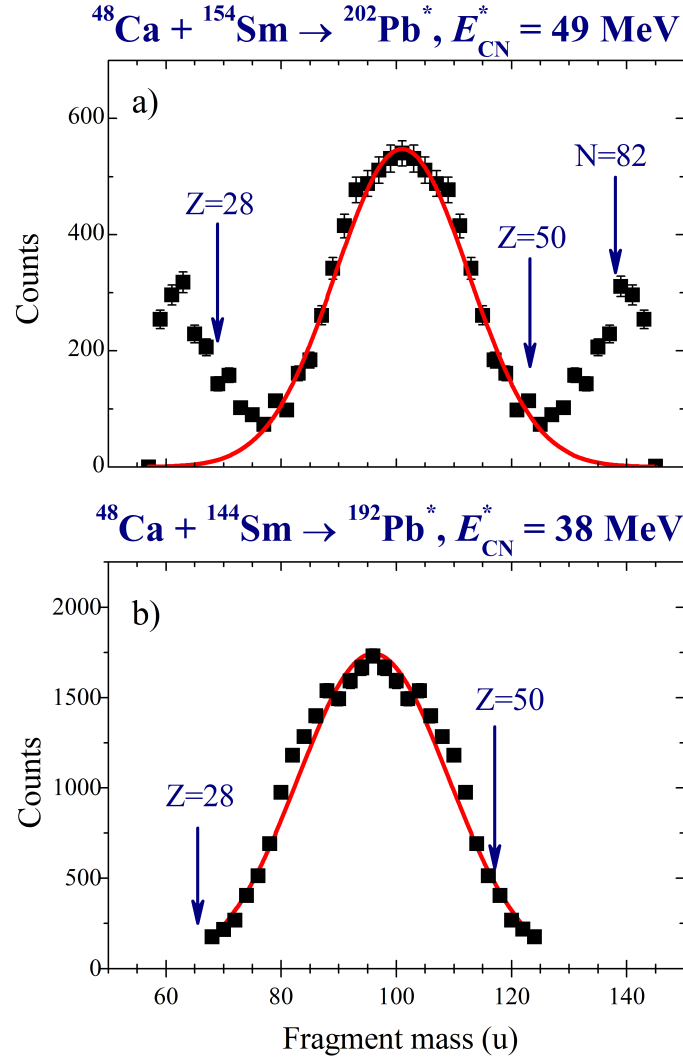 ⁴⁸Ca + ¹⁵⁴Sm → ²⁰²Pb*, E*CN = 49 MeV
a)
600
N=82
Z=28
Z=50
400
Counts
200
0
⁴⁸Ca + ¹⁴⁴Sm → ¹⁹²Pb*, E*CN = 38 MeV
b)
2000
1500
Z=50
1000
Z=28
Counts
500
0
60 80 100 120 140
Fragment mass (u)